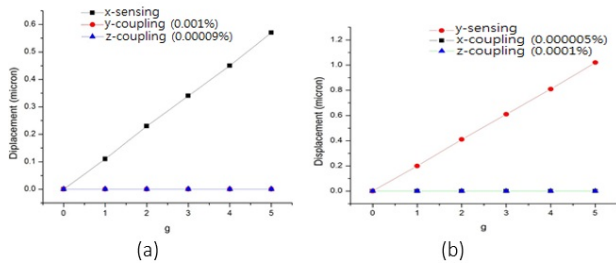 x-sensing
y-coupling (0.001%)
z-coupling (0.00009%)
Diplacement (micron)
0.6
0.5
0.4
0.3
0.2
0.1
0.0
0 1 2 3 4 5
g
(a)
y-sensing
x-coupling (0.000005%)
z-coupling (0.0001%)
Diplacement (micron)
1.2
1.0
0.8
0.6
0.4
0.2
0.0
0 1 2 3 4 5
g
(b)